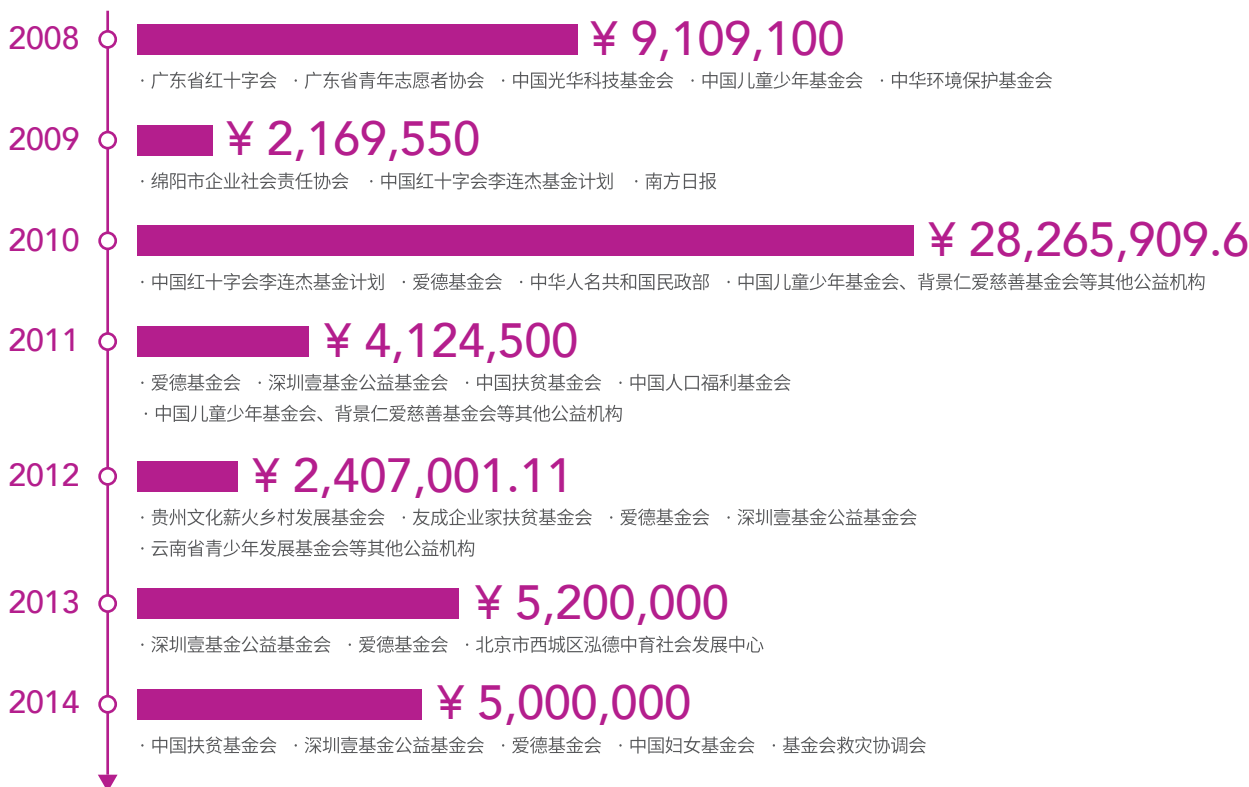 2008 ¥ 9,109,100
· 广东省红十字会 · 广东省青年志愿者协会 · 中国光华科技基金会 · 中国儿童少年基金会 · 中华环境保护基金会
2009 ¥ 2,169,550
· 绵阳市企业社会责任协会 · 中国红十字会李连杰基金计划 · 南方日报
2010 ¥ 28,265,909.6
· 中国红十字会李连杰基金计划 · 爱德基金会 · 中华人名共和国民政部 · 中国儿童少年基金会、背景仁爱慈善基金会等其他公益机构
2011 ¥ 4,124,500
· 爱德基金会 · 深圳壹基金公益基金会 · 中国扶贫基金会 · 中国人口福利基金会
· 中国儿童少年基金会、背景仁爱慈善基金会等其他公益机构
2012 ¥ 2,407,001.11
· 贵州文化薪火乡村发展基金会 · 友成企业家扶贫基金会 · 爱德基金会 · 深圳壹基金公益基金会
· 云南省青少年发展基金会等其他公益机构
2013 ¥ 5,200,000
· 深圳壹基金公益基金会 · 爱德基金会 · 北京市西城区泓德中育社会发展中心
2014 ¥ 5,000,000
· 中国扶贫基金会 · 深圳壹基金公益基金会 · 爱德基金会 · 中国妇女基金会 · 基金会救灾协调会